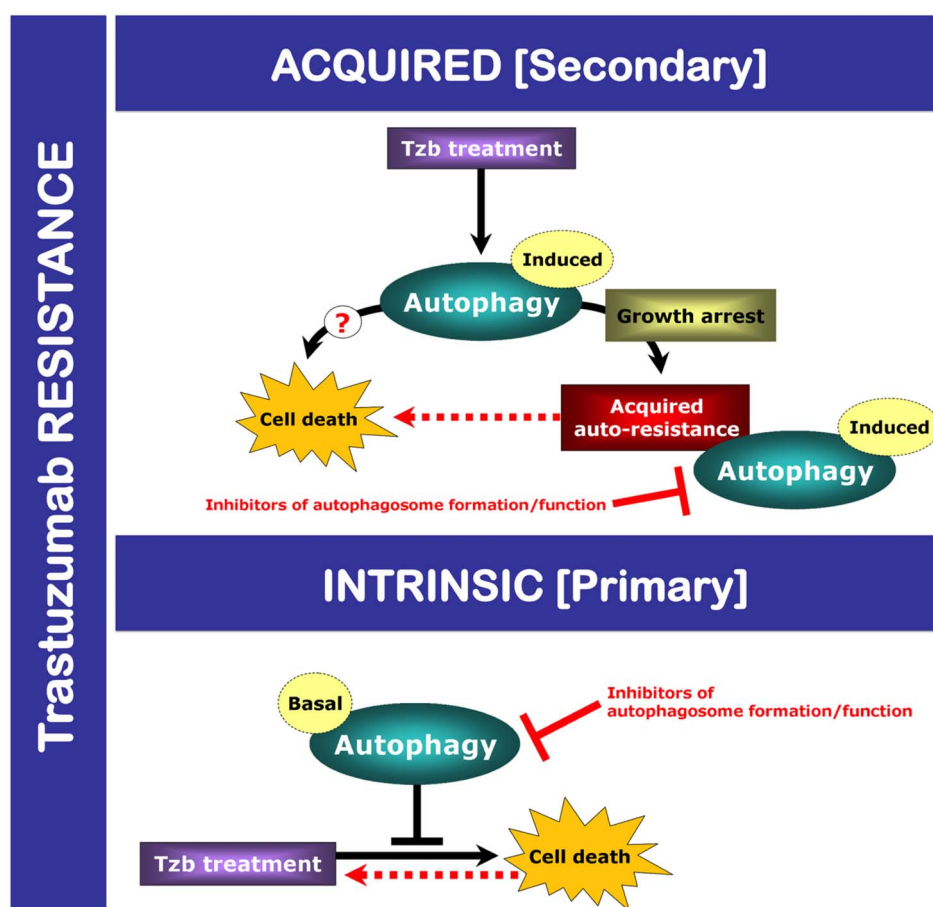 Trastuzumab RESISTANCE
ACQUIRED [Secondary]
Tzb treatment
Induced
Autophagy
?
Growth arrest
Cell death
Acquired
auto-resistance
Induced
Autophagy
Inhibitors of autophagosome formation/function
INTRINSIC [Primary]
Basal
Autophagy
Inhibitors of
autophagosome formation/function
Tzb treatment
Cell death